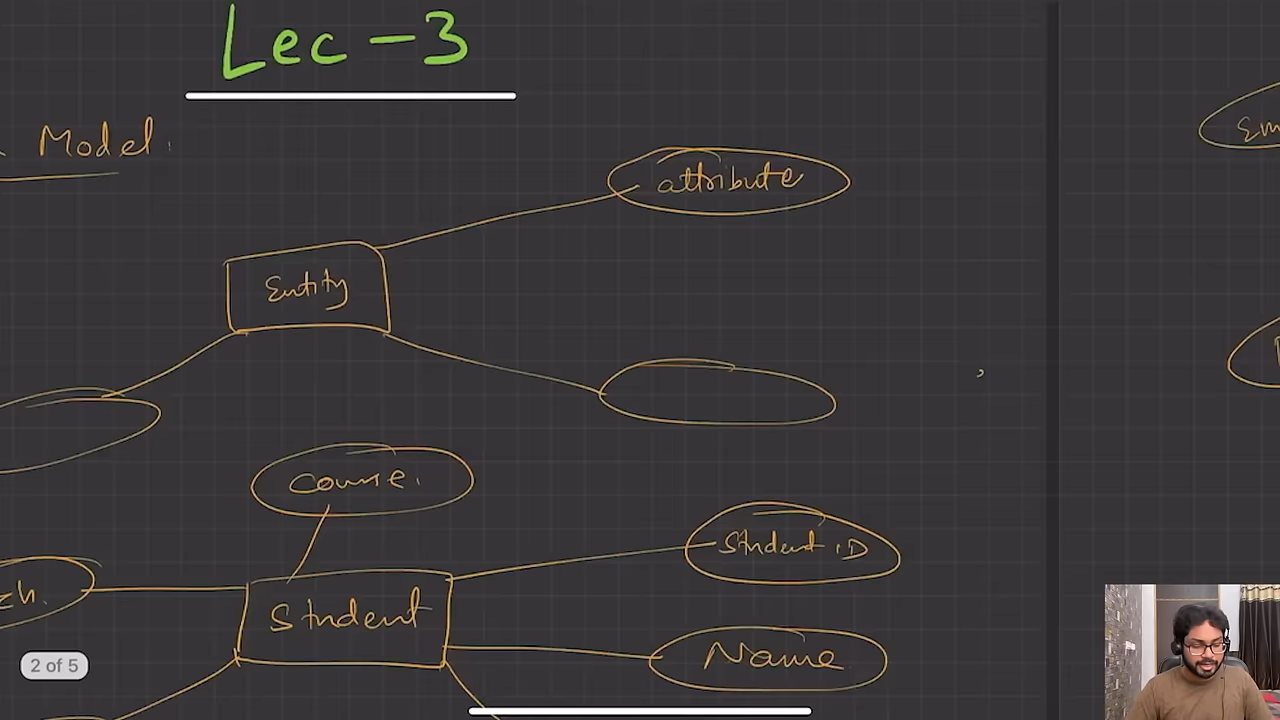 Lec-3
Model.
attribute
Entity
Course.
Student ID
Student
Name
2 of 5